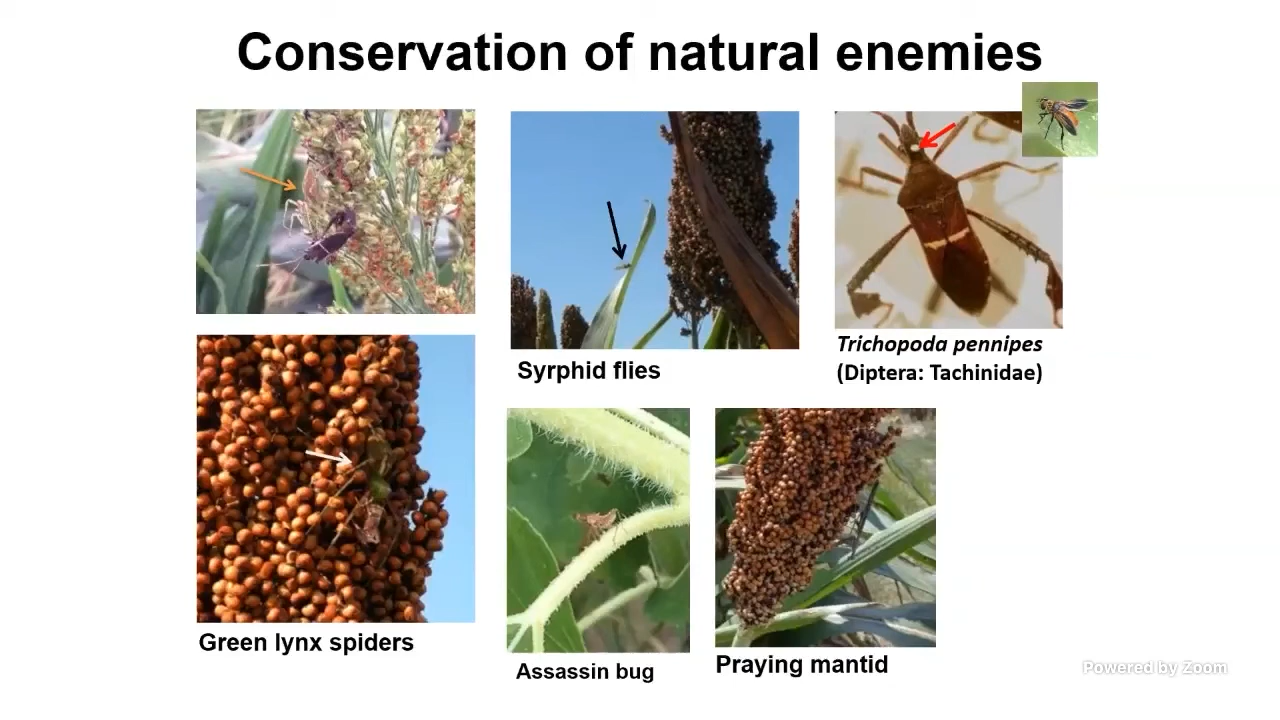 Conservation of natural enemies
Syrphid flies
Trichopoda pennipes
(Diptera: Tachinidae)
Green lynx spiders
Assassin bug
Praying mantid
Powered by Zoom